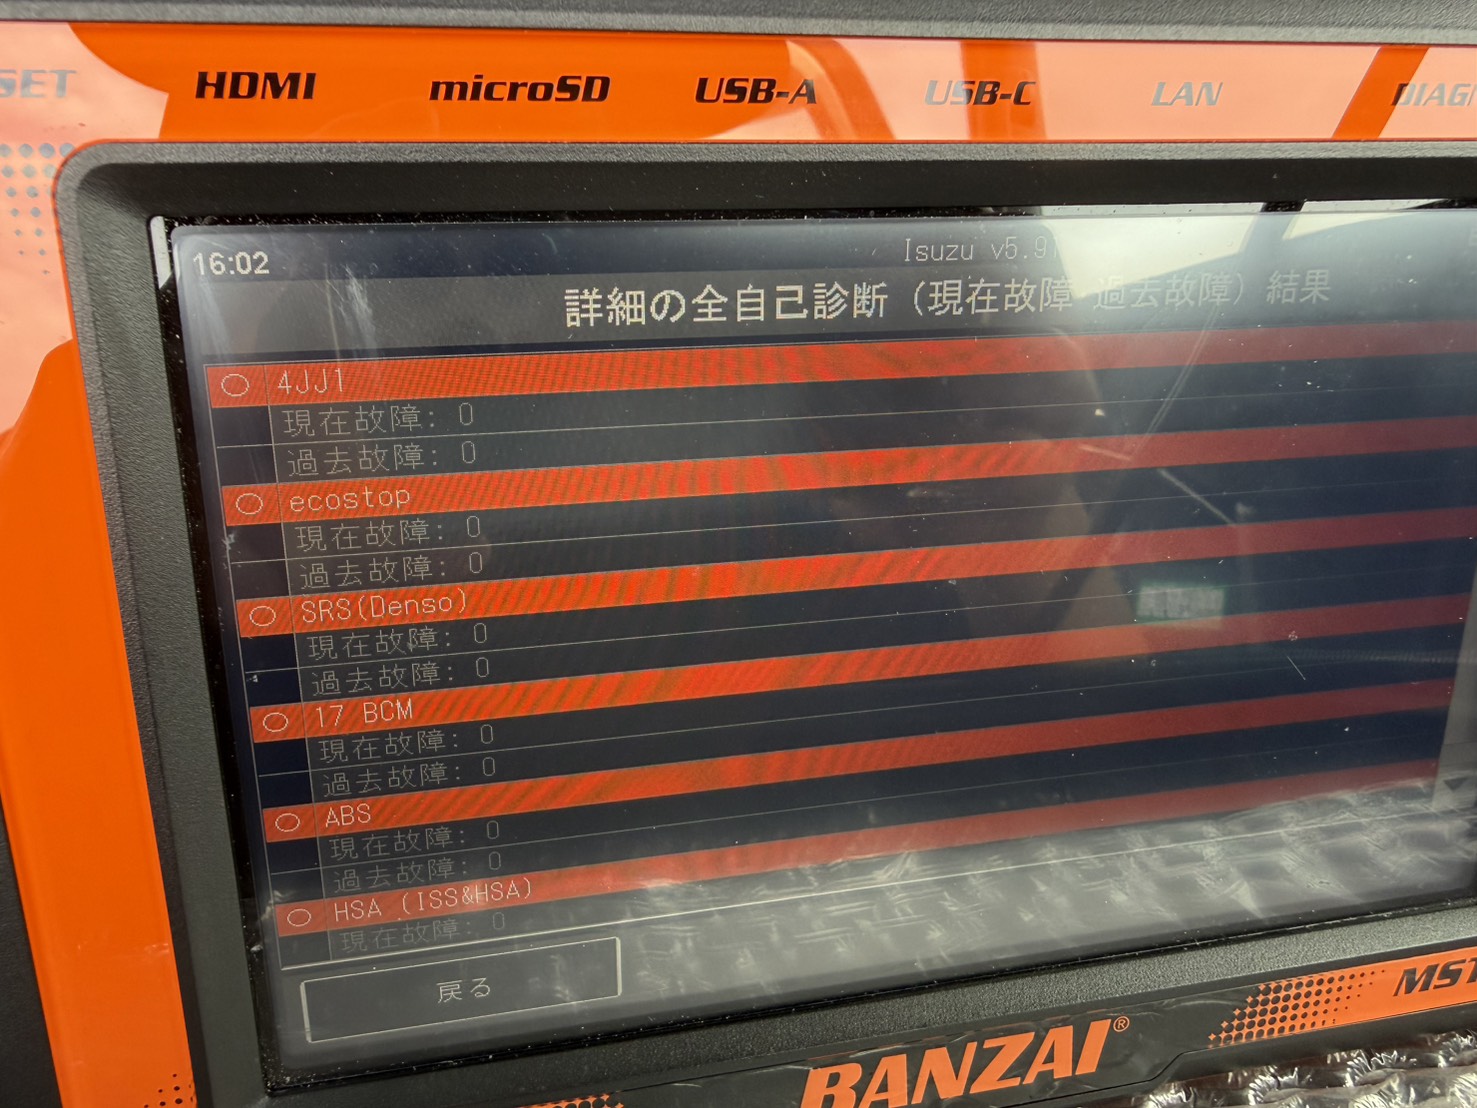 SET HDMI microSD USB-A USB-C LAN
16:02
Isuzu v5.9
詳細の全自己診断 (現在故障 過去故障) 結果
○ 4JJ1
現在故障: 0
過去故障: 0
○ ecostop
現在故障: 0
過去故障: 0
○ SRS(Denso)
現在故障: 0
過去故障: 0
○ 17 BCM
現在故障: 0
過去故障: 0
○ ABS
現在故障: 0
過去故障: 0
○ HSA (ISS&HSA)
現在故障: 0
戻る
BANZAI®
MST